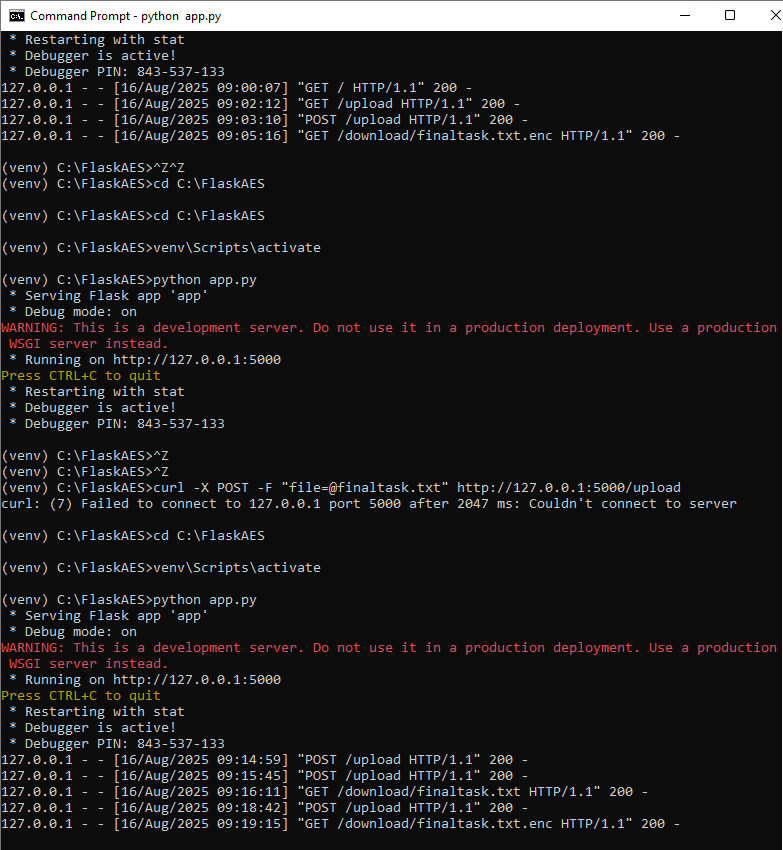 Command Prompt - python  app.py
 * Restarting with stat
 * Debugger is active!
 * Debugger PIN: 843-537-133
127.0.0.1 - - [16/Aug/2025 09:00:07] "GET / HTTP/1.1" 200 -
127.0.0.1 - - [16/Aug/2025 09:02:12] "GET /upload HTTP/1.1" 200 -
127.0.0.1 - - [16/Aug/2025 09:03:10] "POST /upload HTTP/1.1" 200 -
127.0.0.1 - - [16/Aug/2025 09:05:16] "GET /download/finaltask.txt.enc HTTP/1.1" 200 -
(venv) C:\FlaskAES>^Z^Z
(venv) C:\FlaskAES>cd C:\FlaskAES
(venv) C:\FlaskAES>cd C:\FlaskAES
(venv) C:\FlaskAES>venv\Scripts\activate
(venv) C:\FlaskAES>python app.py
 * Serving Flask app 'app'
 * Debug mode: on
WARNING: This is a development server. Do not use it in a production deployment. Use a production
 WSGI server instead.
 * Running on http://127.0.0.1:5000
Press CTRL+C to quit
 * Restarting with stat
 * Debugger is active!
 * Debugger PIN: 843-537-133
(venv) C:\FlaskAES>^Z
(venv) C:\FlaskAES>^Z
(venv) C:\FlaskAES>curl -X POST -F "file=@finaltask.txt" http://127.0.0.1:5000/upload
curl: (7) Failed to connect to 127.0.0.1 port 5000 after 2047 ms: Couldn't connect to server
(venv) C:\FlaskAES>cd C:\FlaskAES
(venv) C:\FlaskAES>venv\Scripts\activate
(venv) C:\FlaskAES>python app.py
 * Serving Flask app 'app'
 * Debug mode: on
WARNING: This is a development server. Do not use it in a production deployment. Use a production
 WSGI server instead.
 * Running on http://127.0.0.1:5000
Press CTRL+C to quit
 * Restarting with stat
 * Debugger is active!
 * Debugger PIN: 843-537-133
127.0.0.1 - - [16/Aug/2025 09:14:59] "POST /upload HTTP/1.1" 200 -
127.0.0.1 - - [16/Aug/2025 09:15:45] "POST /upload HTTP/1.1" 200 -
127.0.0.1 - - [16/Aug/2025 09:16:11] "GET /download/finaltask.txt HTTP/1.1" 200 -
127.0.0.1 - - [16/Aug/2025 09:18:42] "POST /upload HTTP/1.1" 200 -
127.0.0.1 - - [16/Aug/2025 09:19:15] "GET /download/finaltask.txt.enc HTTP/1.1" 200 -